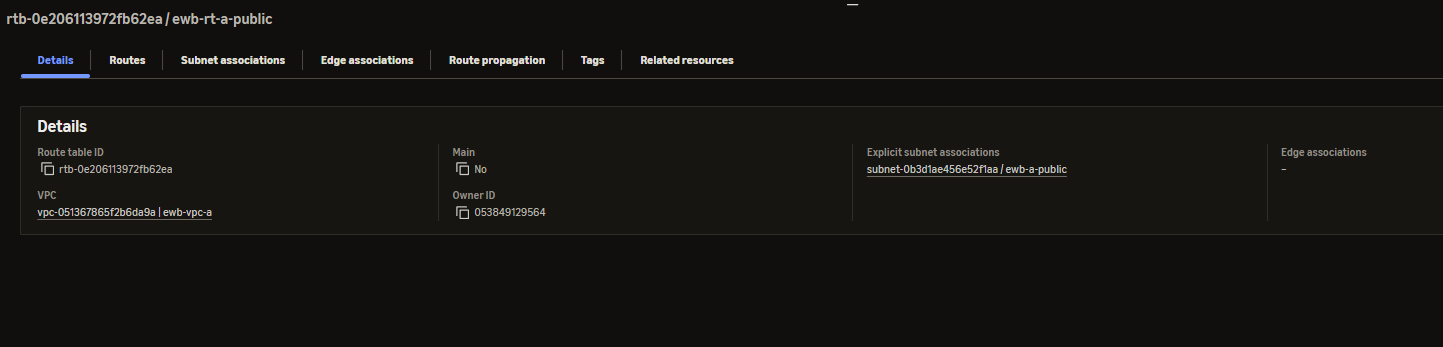 rtb-0e206113972fb62ea / ewb-rt-a-public
Details Routes Subnet associations Edge associations Route propagation Tags Related resources
Details
Route table ID Main Explicit subnet associations Edge associations
rtb-0e206113972fb62ea No subnet-0b3d1ae456e52f1aa / ewb-a-public –
VPC Owner ID
vpc-051367865f2b6da9a | ewb-vpc-a 053849129564